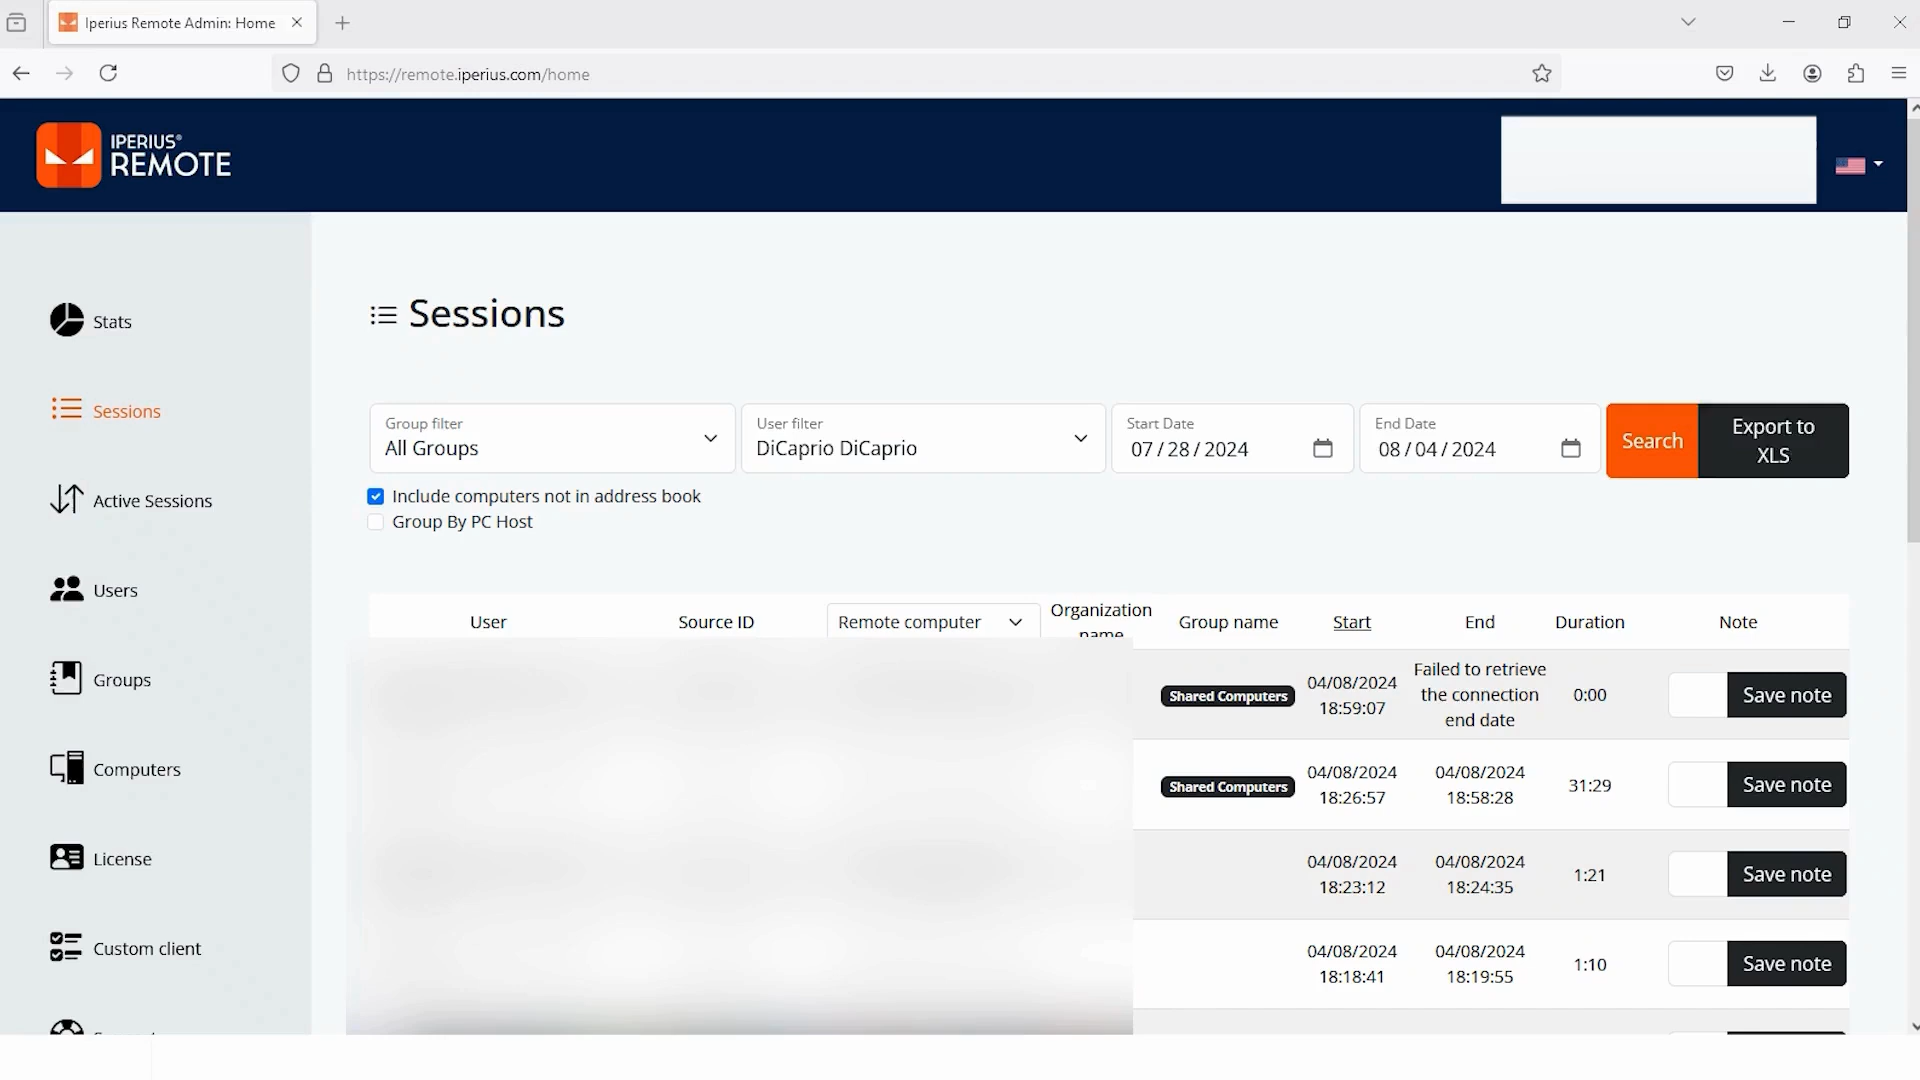 Iperius Remote Admin: Home
https://remote.iperius.com/home
IPERIUS®
REMOTE
Stats
Sessions
Active Sessions
Users
Groups
Computers
License
Custom client
Sessions
Group filter
All Groups
User filter
DiCaprio DiCaprio
Start Date
07/28/2024
End Date
08/04/2024
Search
Export to
XLS
Include computers not in address book
Group By PC Host
User Source ID Remote computer Organization name Group name Start End Duration Note
Shared Computers
04/08/2024
18:59:07
Failed to retrieve
the connection
end date
0:00
Save note
Shared Computers
04/08/2024
18:26:57
04/08/2024
18:58:28
31:29
Save note
04/08/2024
18:23:12
04/08/2024
18:24:35
1:21
Save note
04/08/2024
18:18:41
04/08/2024
18:19:55
1:10
Save note